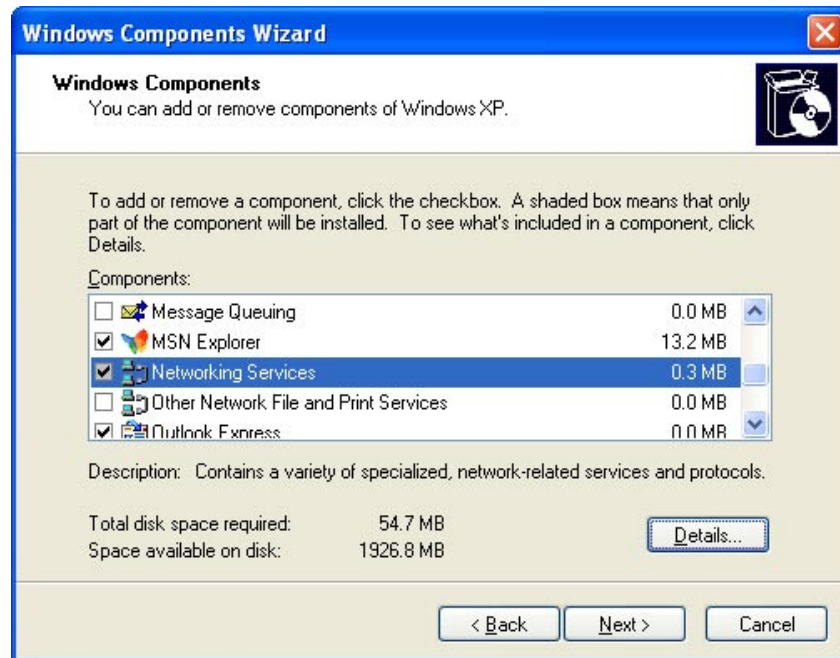 Windows Components Wizard
Windows Components
You can add or remove components of Windows XP.
To add or remove a component, click the checkbox. A shaded box means that only
part of the component will be installed. To see what's included in a component, click
Details.
Components:
Message Queuing 0.0 MB
MSN Explorer 13.2 MB
Networking Services 0.3 MB
Other Network File and Print Services 0.0 MB
Outlook Express 0.0 MB
Description: Contains a variety of specialized, network-related services and protocols.
Total disk space required: 54.7 MB
Space available on disk: 1926.8 MB
Details...
< Back Next > Cancel